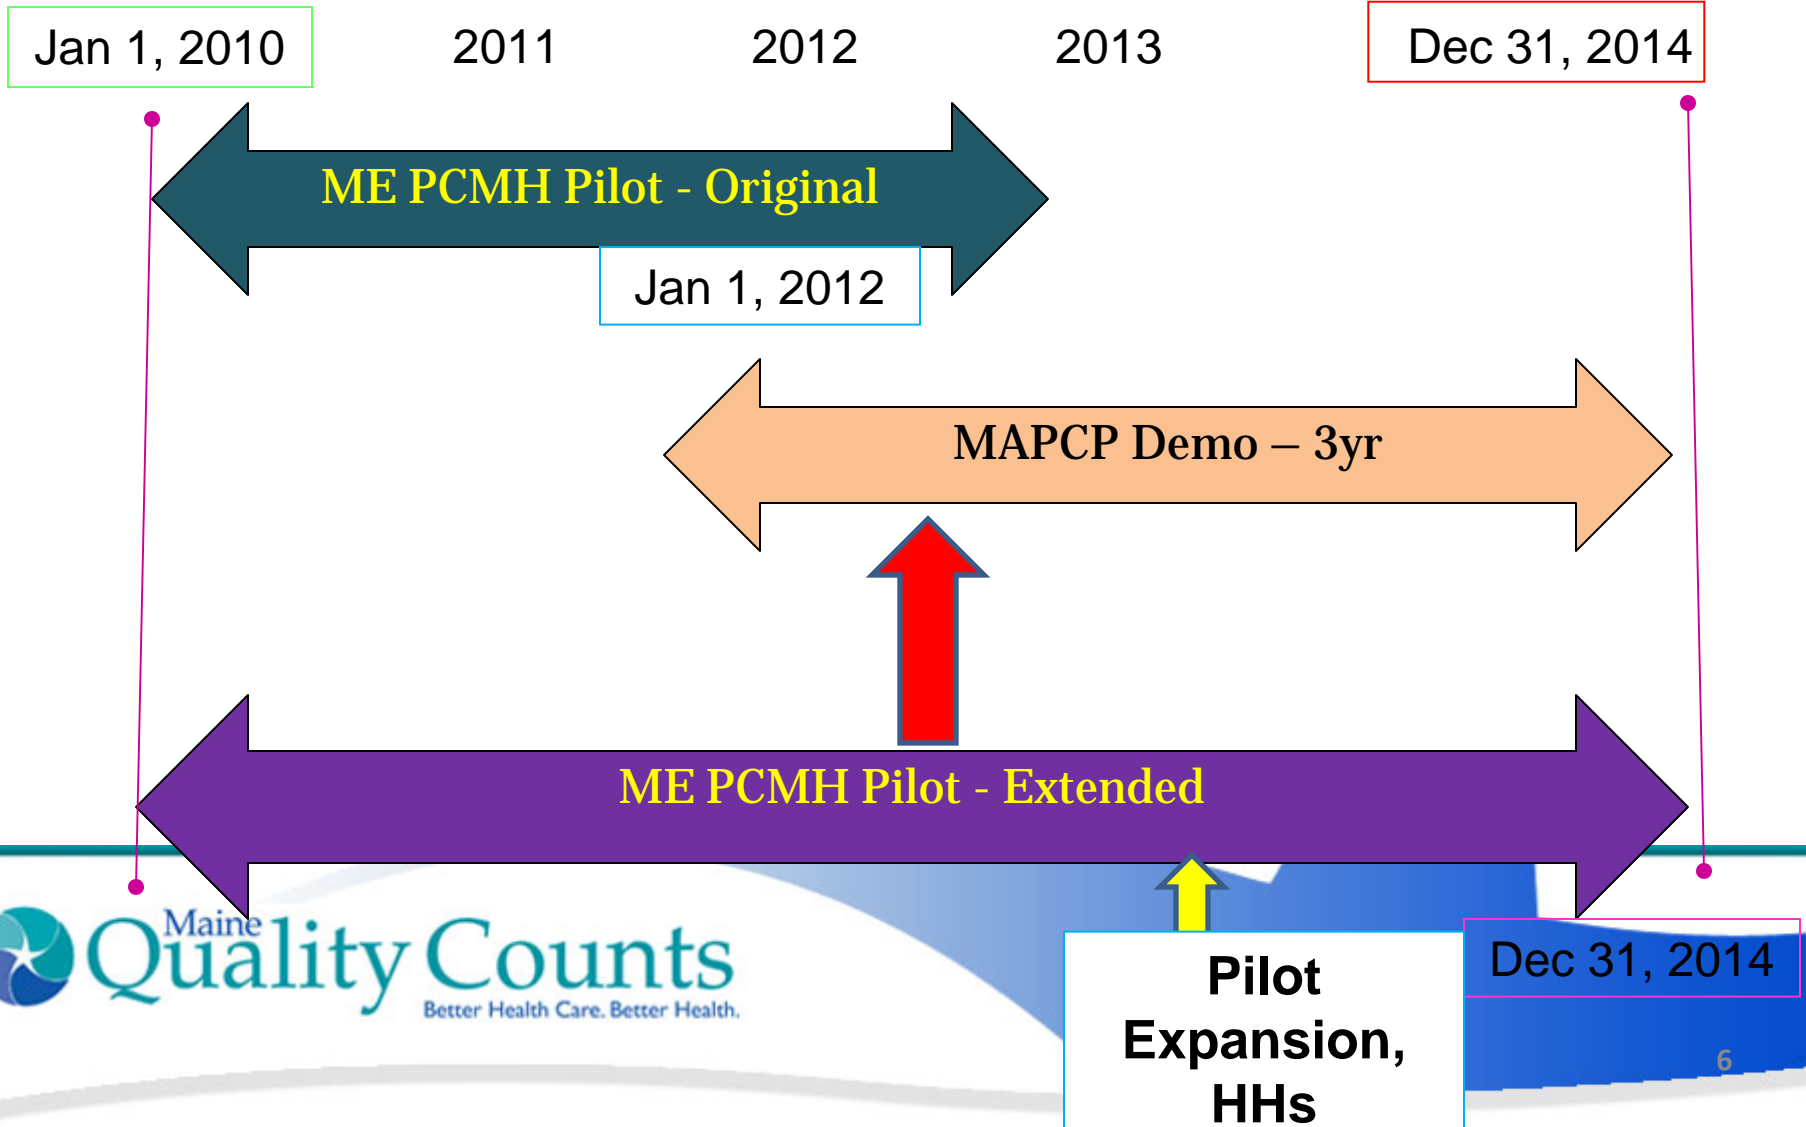 Jan 1, 2010 2011 2012 2013 Dec 31, 2014
ME PCMH Pilot - Original
Jan 1, 2012
MAPCP Demo – 3yr
ME PCMH Pilot - Extended
Maine
Quality Counts
Better Health Care. Better Health.
Pilot
Expansion,
HHs
Dec 31, 2014
6